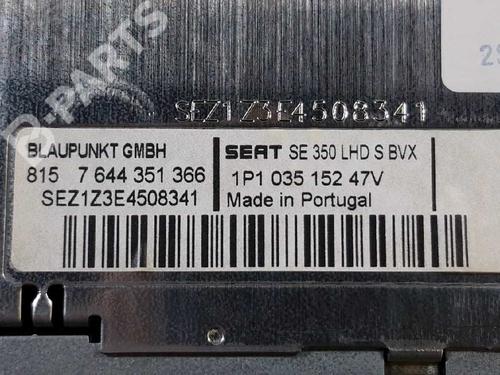 SEZ1Z3E4508341
BLAUPUNKT GMBH
815 7 644 351 366
SEZ1Z3E4508341
SEAT SE 350 LHD S BVX
1P1 035 152 47V
Made in Portugal